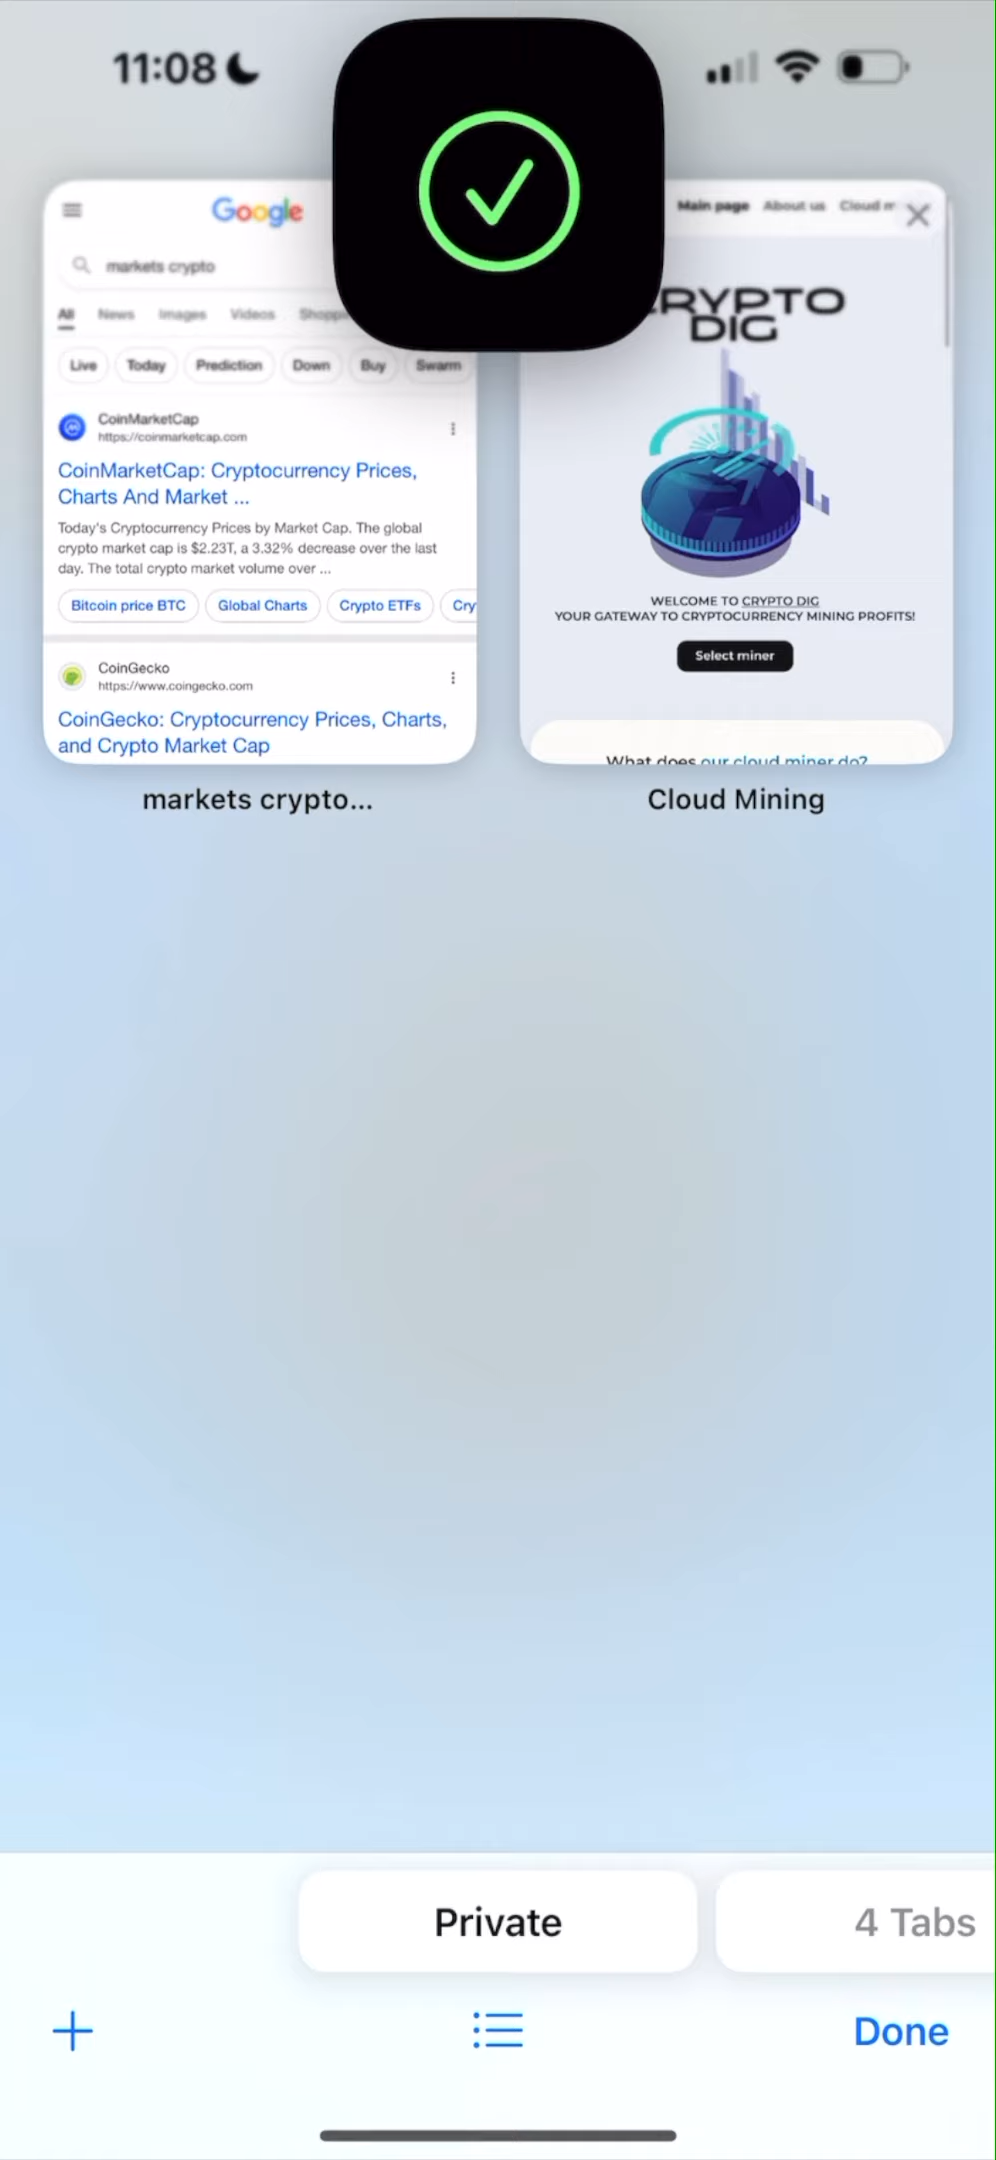 11:08
Google
markets crypto
All News Images Videos
Live Today Prediction Down Buy Swarm
CoinMarketCap
https://coinmarketcap.com
CoinMarketCap: Cryptocurrency Prices,
Charts And Market ...
Today's Cryptocurrency Prices by Market Cap. The global
crypto market cap is $2.23T, a 3.32% decrease over the last
day. The total crypto market volume over ...
Bitcoin price BTC Global Charts Crypto ETFs Cry
CoinGecko
https://www.coingecko.com
CoinGecko: Cryptocurrency Prices, Charts,
and Crypto Market Cap
markets crypto...
Main page About us Cloud m
RYPTO
DIG
WELCOME TO CRYPTO DIG
YOUR GATEWAY TO CRYPTOCURRENCY MINING PROFITS!
Select miner
What does our cloud miner do?
Cloud Mining
Private 4 Tabs
Done